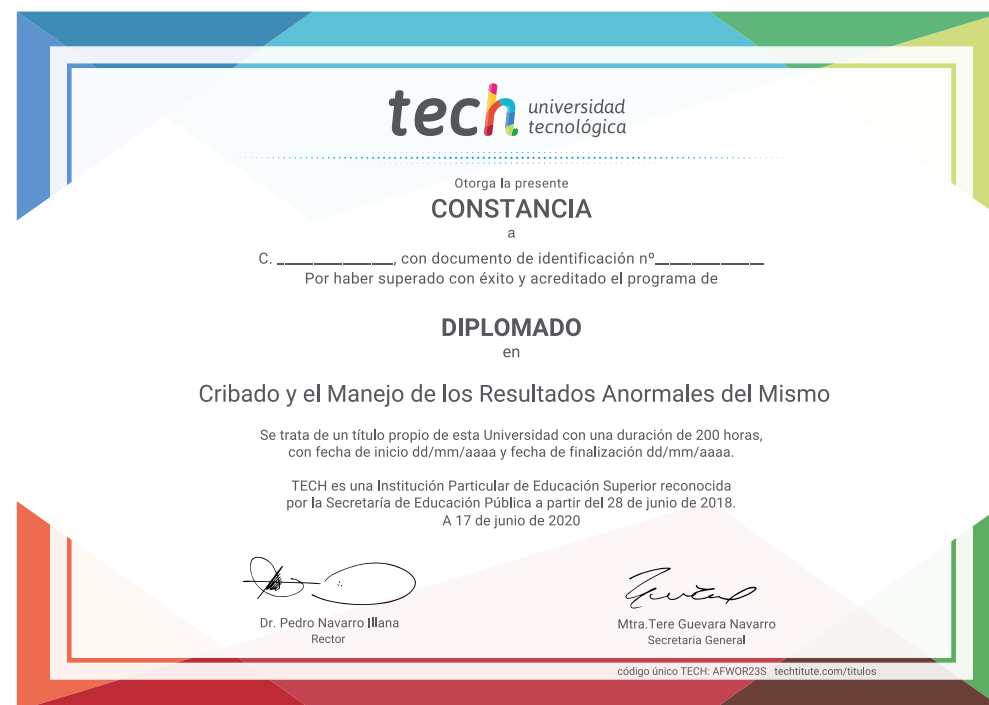 tech universidad
tecnológica
Otorga la presente
CONSTANCIA
a
C. ______________, con documento de identificación nº_____________
Por haber superado con éxito y acreditado el programa de
DIPLOMADO
en
Cribado y el Manejo de los Resultados Anormales del Mismo
Se trata de un título propio de esta Universidad con una duración de 200 horas,
con fecha de inicio dd/mm/aaaa y fecha de finalización dd/mm/aaaa.
TECH es una Institución Particular de Educación Superior reconocida
por la Secretaría de Educación Pública a partir del 28 de junio de 2018.
A 17 de junio de 2020
Dr. Pedro Navarro Illana
Rector
Mtra.Tere Guevara Navarro
Secretaria General
código único TECH: AFWOR23S techtitute.com/titulos